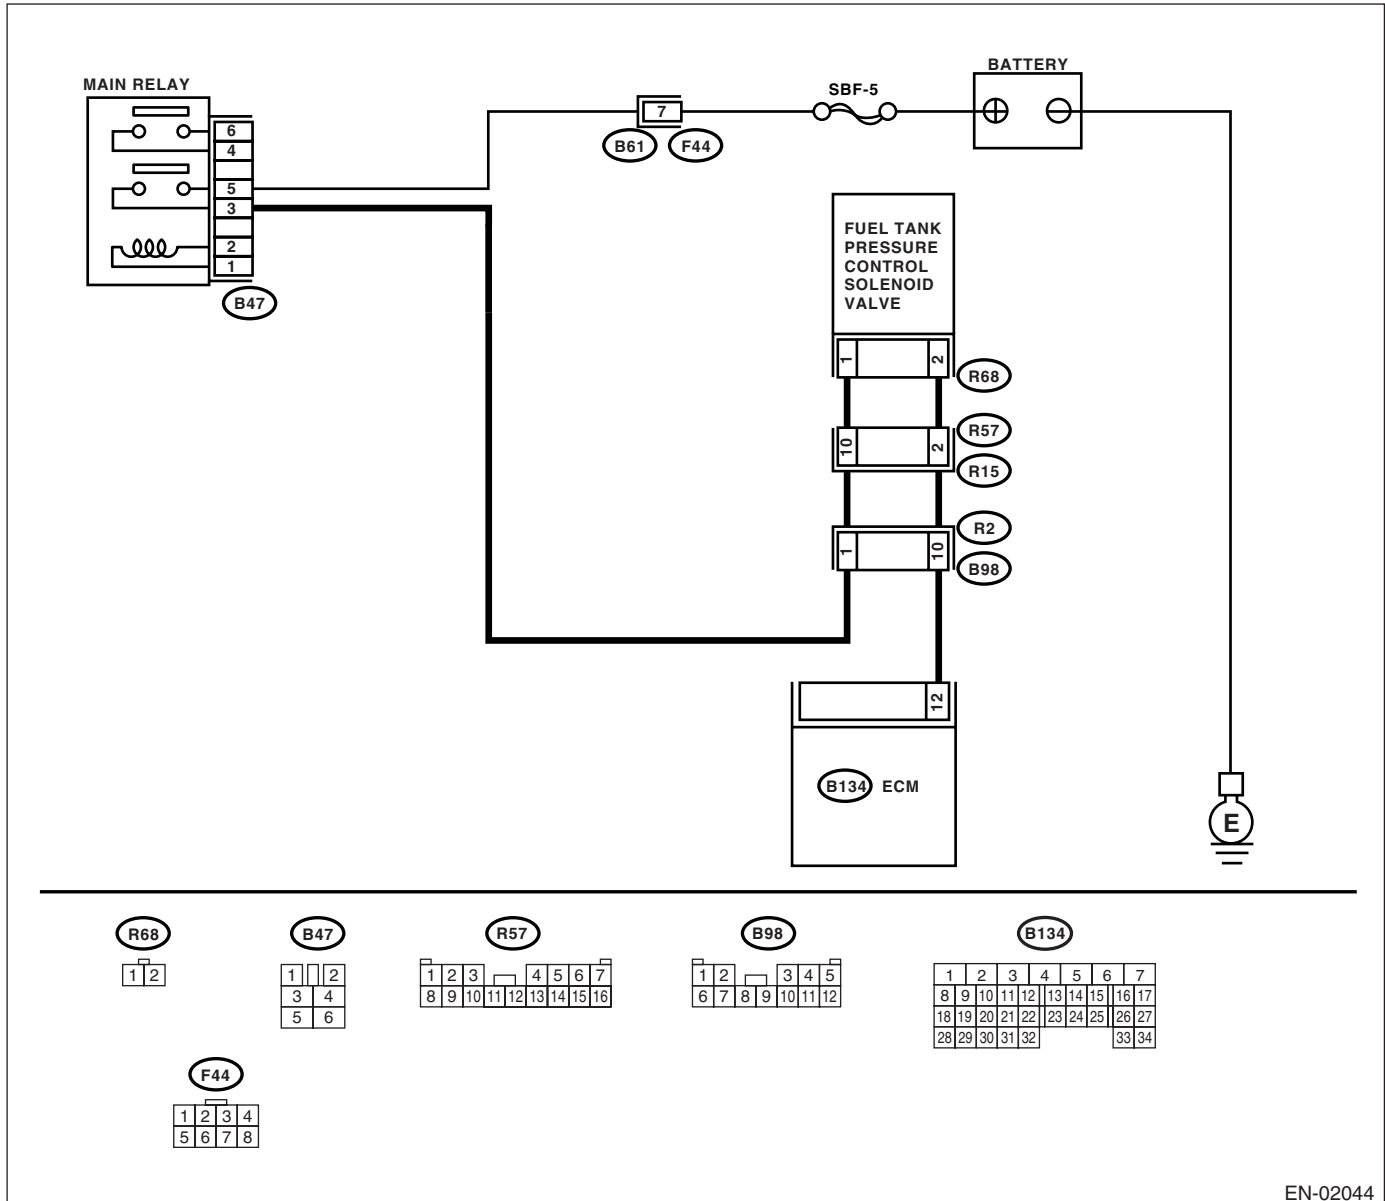 BATTERY
MAIN RELAY
SBF-5
7
B61 F44
6
4
5
3
2
1
B47
FUEL TANK
PRESSURE
CONTROL
SOLENOID
VALVE
1 2
R68
R57
10 2
R15
R2
1 10
B98
12
B134 ECM
E
R68
1 2
B47
1 2
3 4
5 6
R57
1 2 3 4 5 6 7
8 9 10 11 12 13 14 15 16
B98
1 2 3 4 5
6 7 8 9 10 11 12
B134
1 2 3 4 5 6 7
8 9 10 11 12 13 14 15 16 17
18 19 20 21 22 23 24 25 26 27
28 29 30 31 32 33 34
F44
1 2 3 4
5 6 7 8
EN-02044